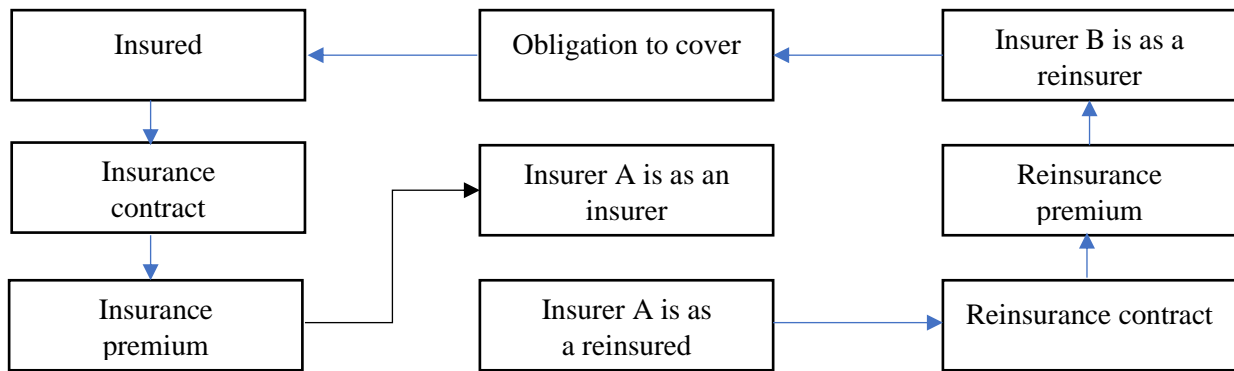 Insured
Obligation to cover
Insurer B is as a
reinsurer
Insurance
contract
Insurer A is as an
insurer
Reinsurance
premium
Insurance
premium
Insurer A is as
a reinsured
Reinsurance contract